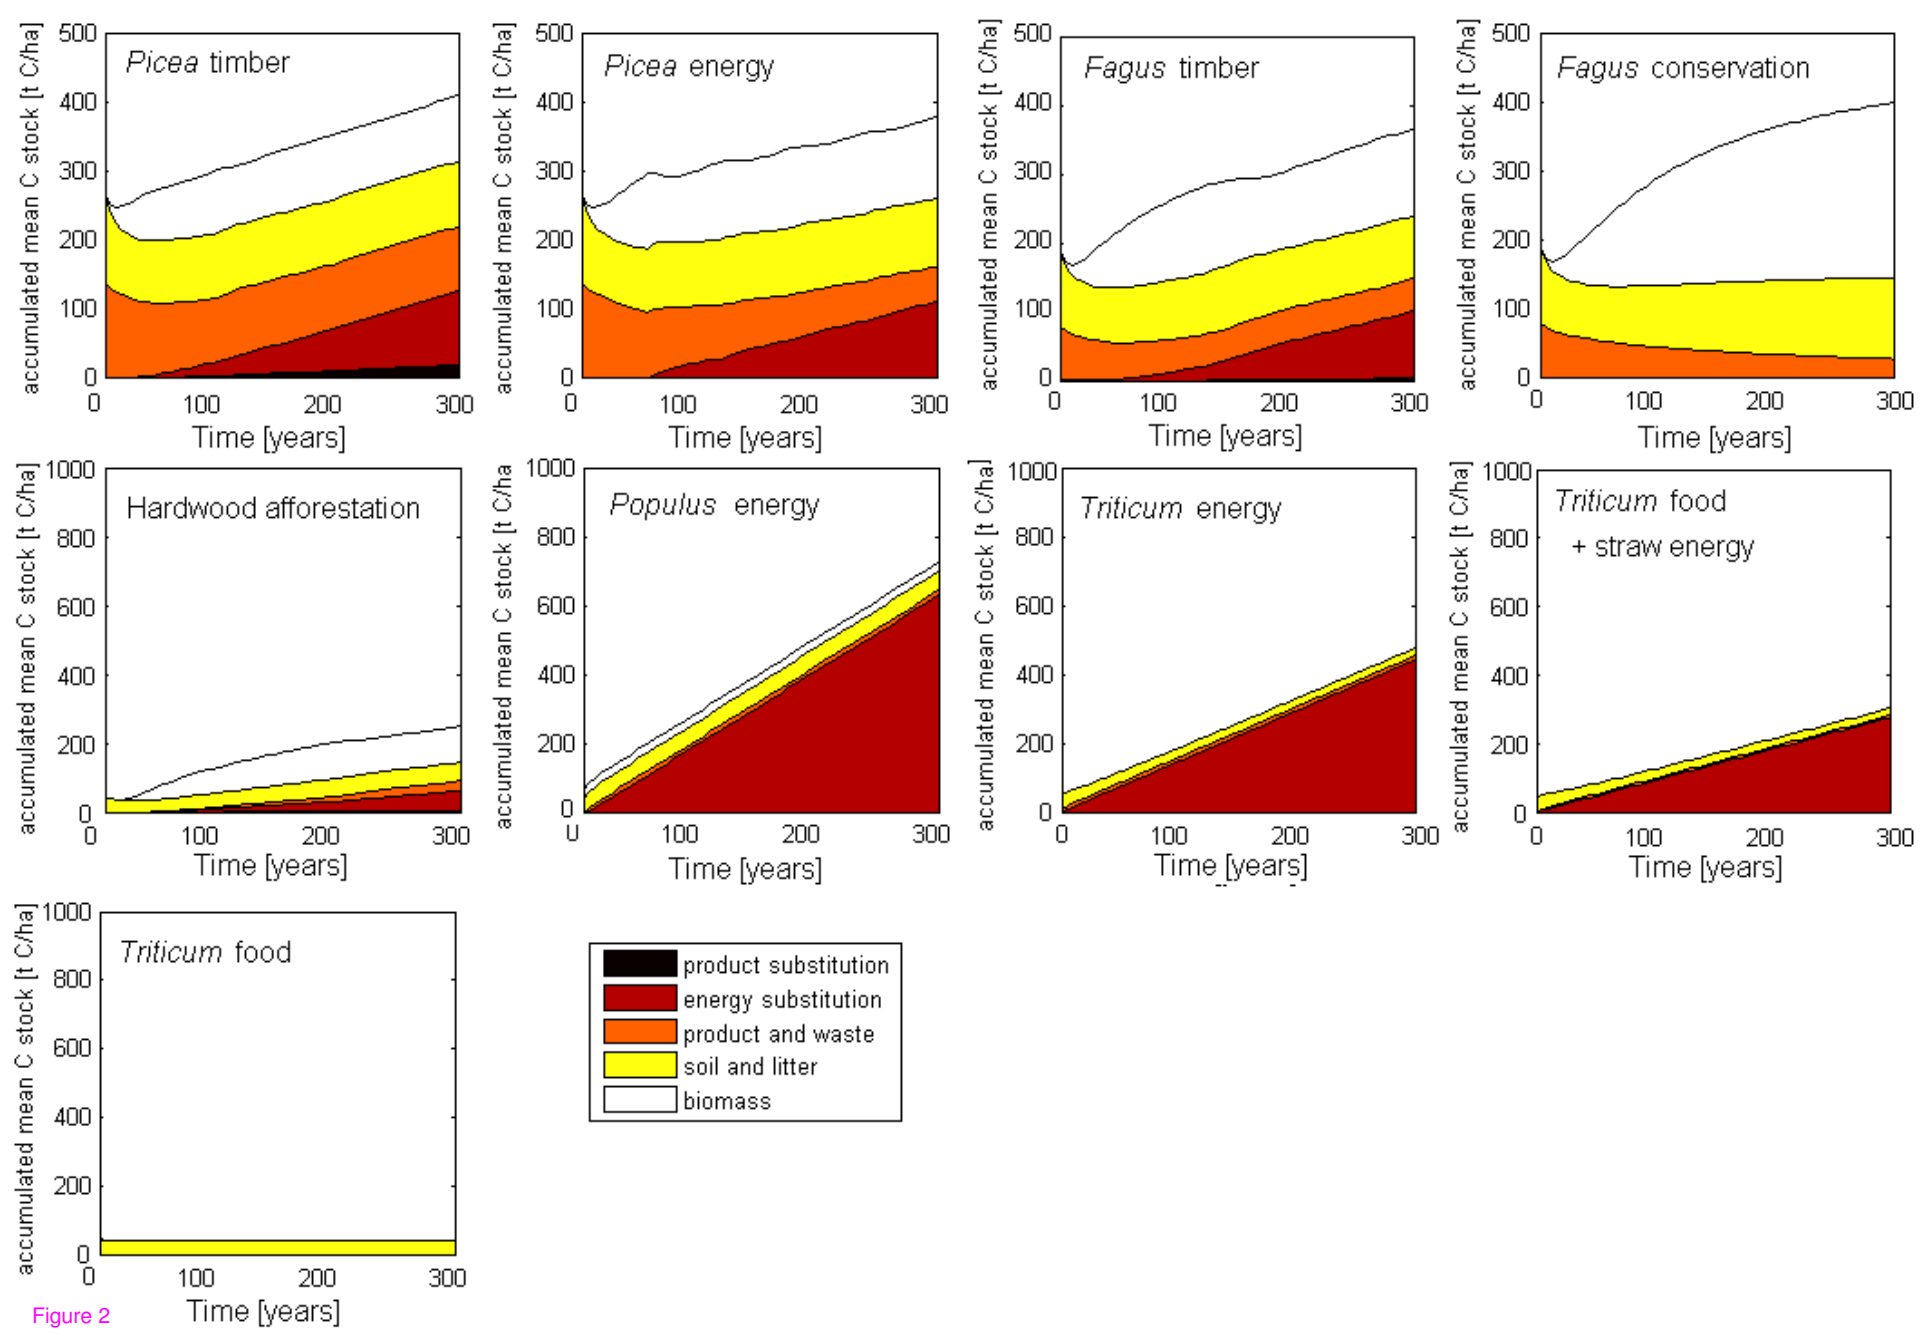 accumulated mean C stock [t C/ha]
500
400
300
200
100
0
Picea timber
0 100 200 300
Time [years]
accumulated mean C stock [t C/ha]
500
400
300
200
100
0
Picea energy
0 100 200 300
Time [years]
accumulated mean C stock [t C/ha]
500
400
300
200
100
0
Fagus timber
0 100 200 300
Time [years]
accumulated mean C stock [t C/ha]
500
400
300
200
100
0
Fagus conservation
0 100 200 300
Time [years]
accumulated mean C stock [t C/ha]
1000
800
600
400
200
0
Hardwood afforestation
0 100 200 300
Time [years]
accumulated mean C stock [t C/ha
1000
800
600
400
200
0
Populus energy
0 100 200 300
Time [years]
accumulated mean C stock [t C/ha]
1000
800
600
400
200
0
Triticum energy
0 100 200 300
Time [years]
accumulated mean C stock [t C/ha]
1000
800
600
400
200
0
Triticum food
+ straw energy
0 100 200 300
Time [years]
accumulated mean C stock [t C/ha]
1000
800
600
400
200
0
Triticum food
0 100 200 300
Time [years]
product substitution
energy substitution
product and waste
soil and litter
biomass
Figure 2